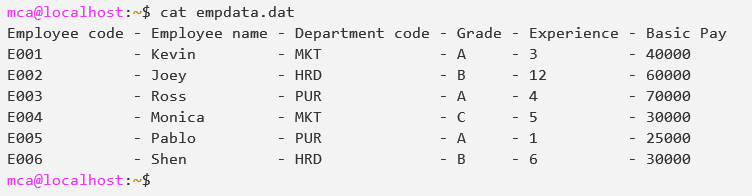 mca@localhost:~$ cat empdata.dat
Employee code - Employee name - Department code - Grade - Experience - Basic Pay
E001          - Kevin         - MKT             - A     - 3          - 40000
E002          - Joey          - HRD             - B     - 12         - 60000
E003          - Ross          - PUR             - A     - 4          - 70000
E004          - Monica        - MKT             - C     - 5          - 30000
E005          - Pablo         - PUR             - A     - 1          - 25000
E006          - Shen          - HRD             - B     - 6          - 30000
mca@localhost:~$